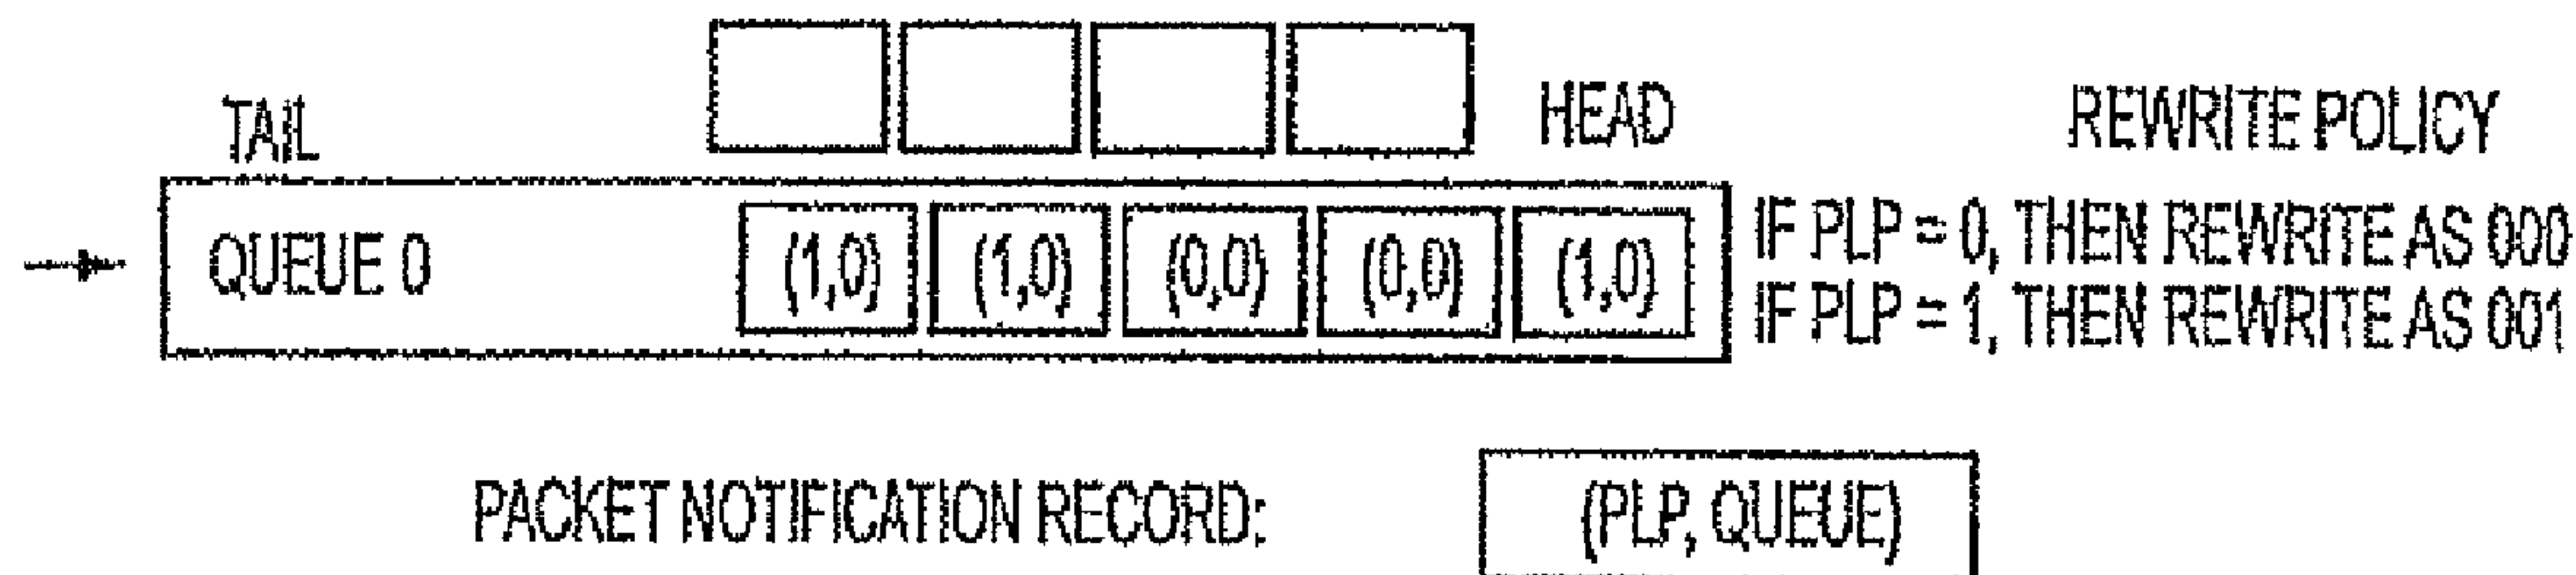 TAIL HEAD REWRITE POLICY
QUEUE 0 (1,0) (1,0) (0,0) (0,0) (1,0)
IF PLP = 0, THEN REWRITE AS 000
IF PLP = 1, THEN REWRITE AS 001
PACKET NOTIFICATION RECORD: (PLP, QUEUE)